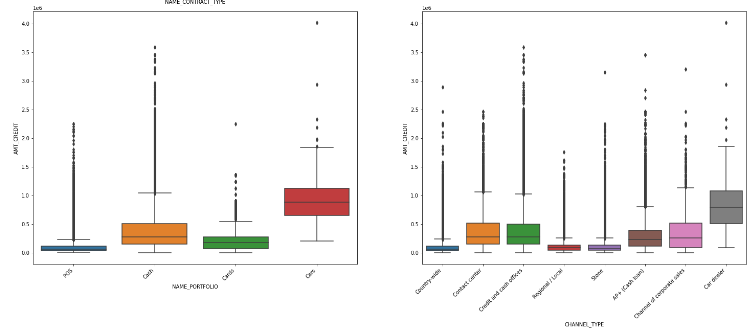 NAME_CONTRACT_TYPE
1e6
4.0
3.5
3.0
2.5
2.0
1.5
1.0
0.5
0.0
AMT_CREDIT
POS
Cash
Cards
Cars
NAME_PORTFOLIO
1e6
4.0
3.5
3.0
2.5
2.0
1.5
1.0
0.5
0.0
AMT_CREDIT
Country-wide
Contact center
Credit and cash offices
Regional / Local
Stone
AP+ (Cash loan)
Channel of corporate sales
Car dealer
CHANNEL_TYPE